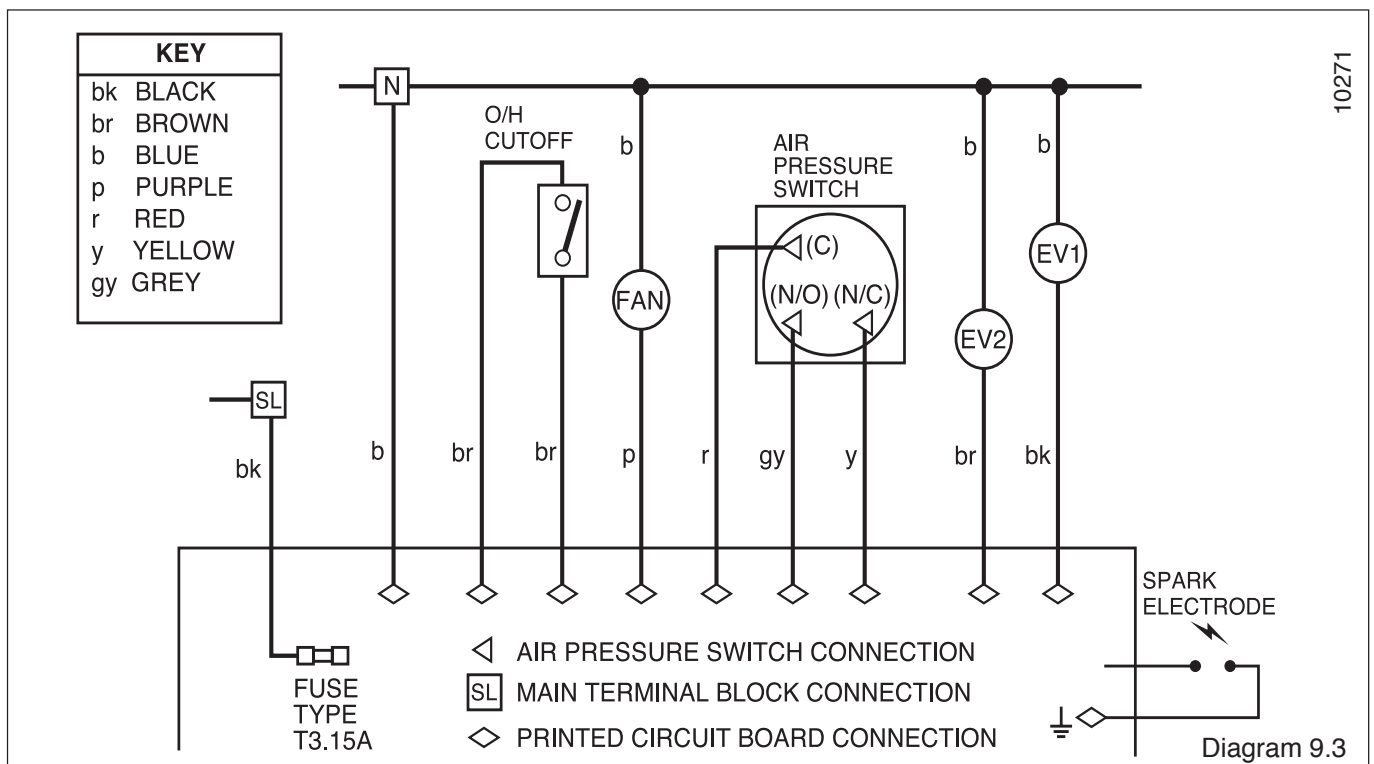 KEY
bk BLACK
br BROWN
b BLUE
p PURPLE
r RED
y YELLOW
gy GREY
10271
N
O/H
CUTOFF
b
AIR
PRESSURE
SWITCH
b
b
(C)
(N/O) (N/C)
EV1
FAN
EV2
SL
bk
b
br
br
p
r
gy
y
br
bk
SPARK
ELECTRODE
FUSE
TYPE
T3.15A
AIR PRESSURE SWITCH CONNECTION
SL MAIN TERMINAL BLOCK CONNECTION
PRINTED CIRCUIT BOARD CONNECTION
Diagram 9.3